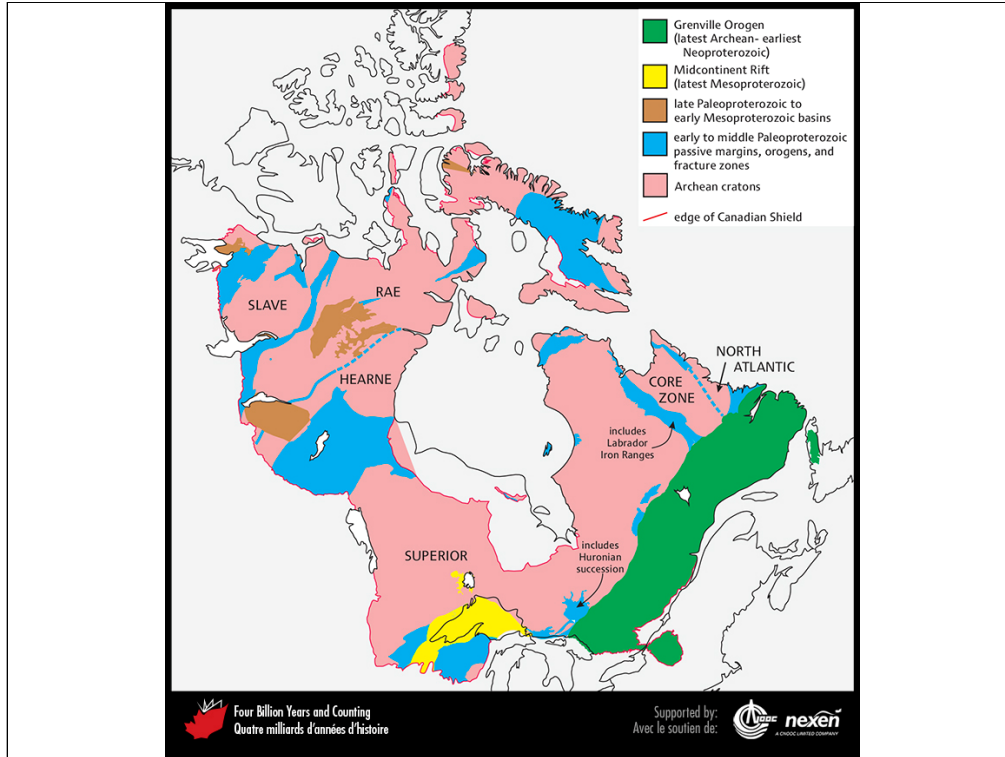 Grenville Orogen
(latest Archean- earliest
Neoproterozoic)
Midcontinent Rift
(latest Mesoproterozoic)
late Paleoproterozoic to
early Mesoproterozoic basins
early to middle Paleoproterozoic
passive margins, orogens, and
fracture zones
Archean cratons
edge of Canadian Shield
SLAVE
RAE
HEARNE
NORTH
ATLANTIC
CORE
ZONE
includes
Labrador
Iron Ranges
SUPERIOR
includes
Huronian
succession
Four Billion Years and Counting
Quatre milliards d'années d'histoire
Supported by:
Avec le soutien de:
CNOOC
nexen
A CNOOC LIMITED COMPANY